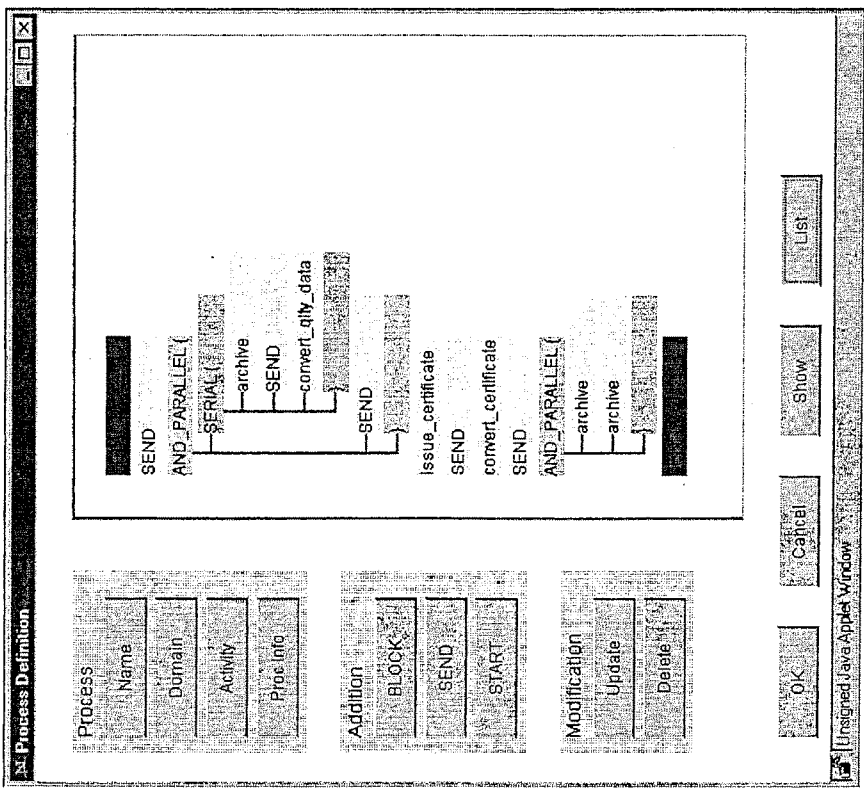 Process Definition
Process
Name
Domain
Activity
Proc Info
Addition
BLOCK
SEND
START
Modification
Update
Delete
SEND
AND_PARALLEL {
SERIAL {
archive
SEND
convert_qlty_data
}
SEND
}
issue_certificate
SEND
convert_certificate
SEND
AND_PARALLEL {
archive
archive
}
OK
Cancel
Show
List
Unsigned Java Applet Window